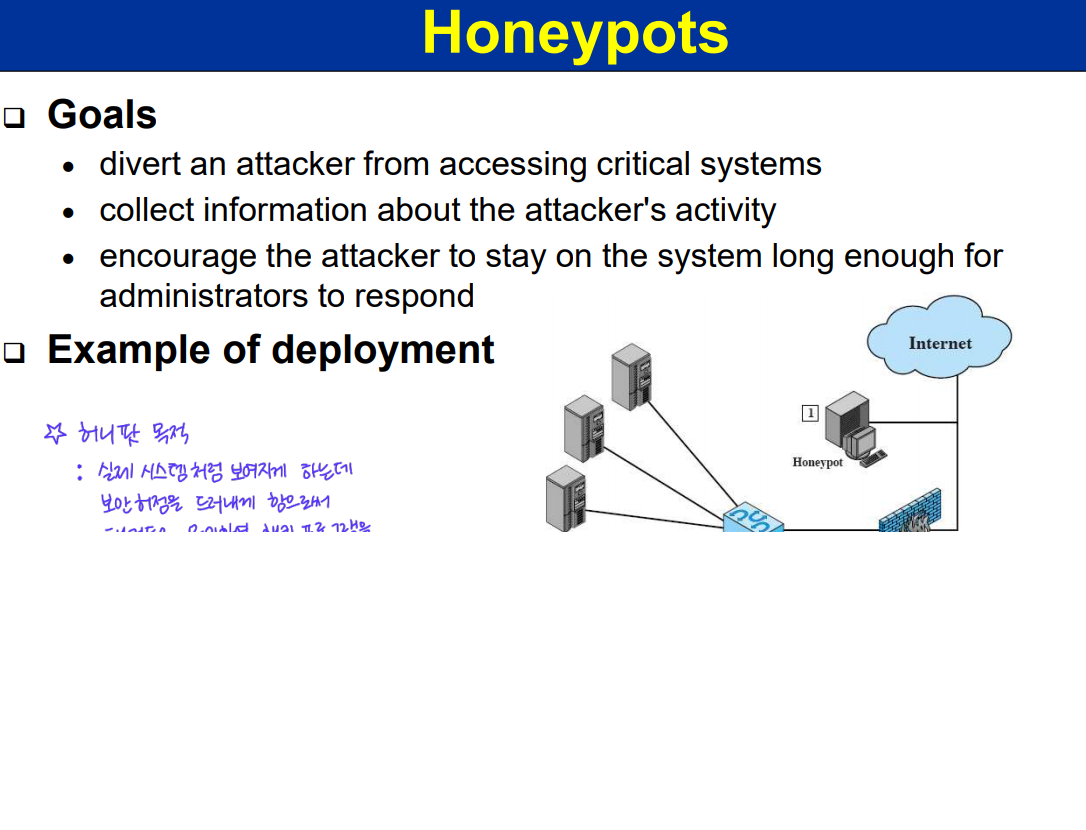 Honeypots
❑ Goals
• divert an attacker from accessing critical systems
• collect information about the attacker's activity
• encourage the attacker to stay on the system long enough for
administrators to respond
❑ Example of deployment
Internet
1
Honeypot
☆ 허니팟 목적
: 실제 시스템처럼 보여지게 하는데
보안허점을 드러내게 함으로써